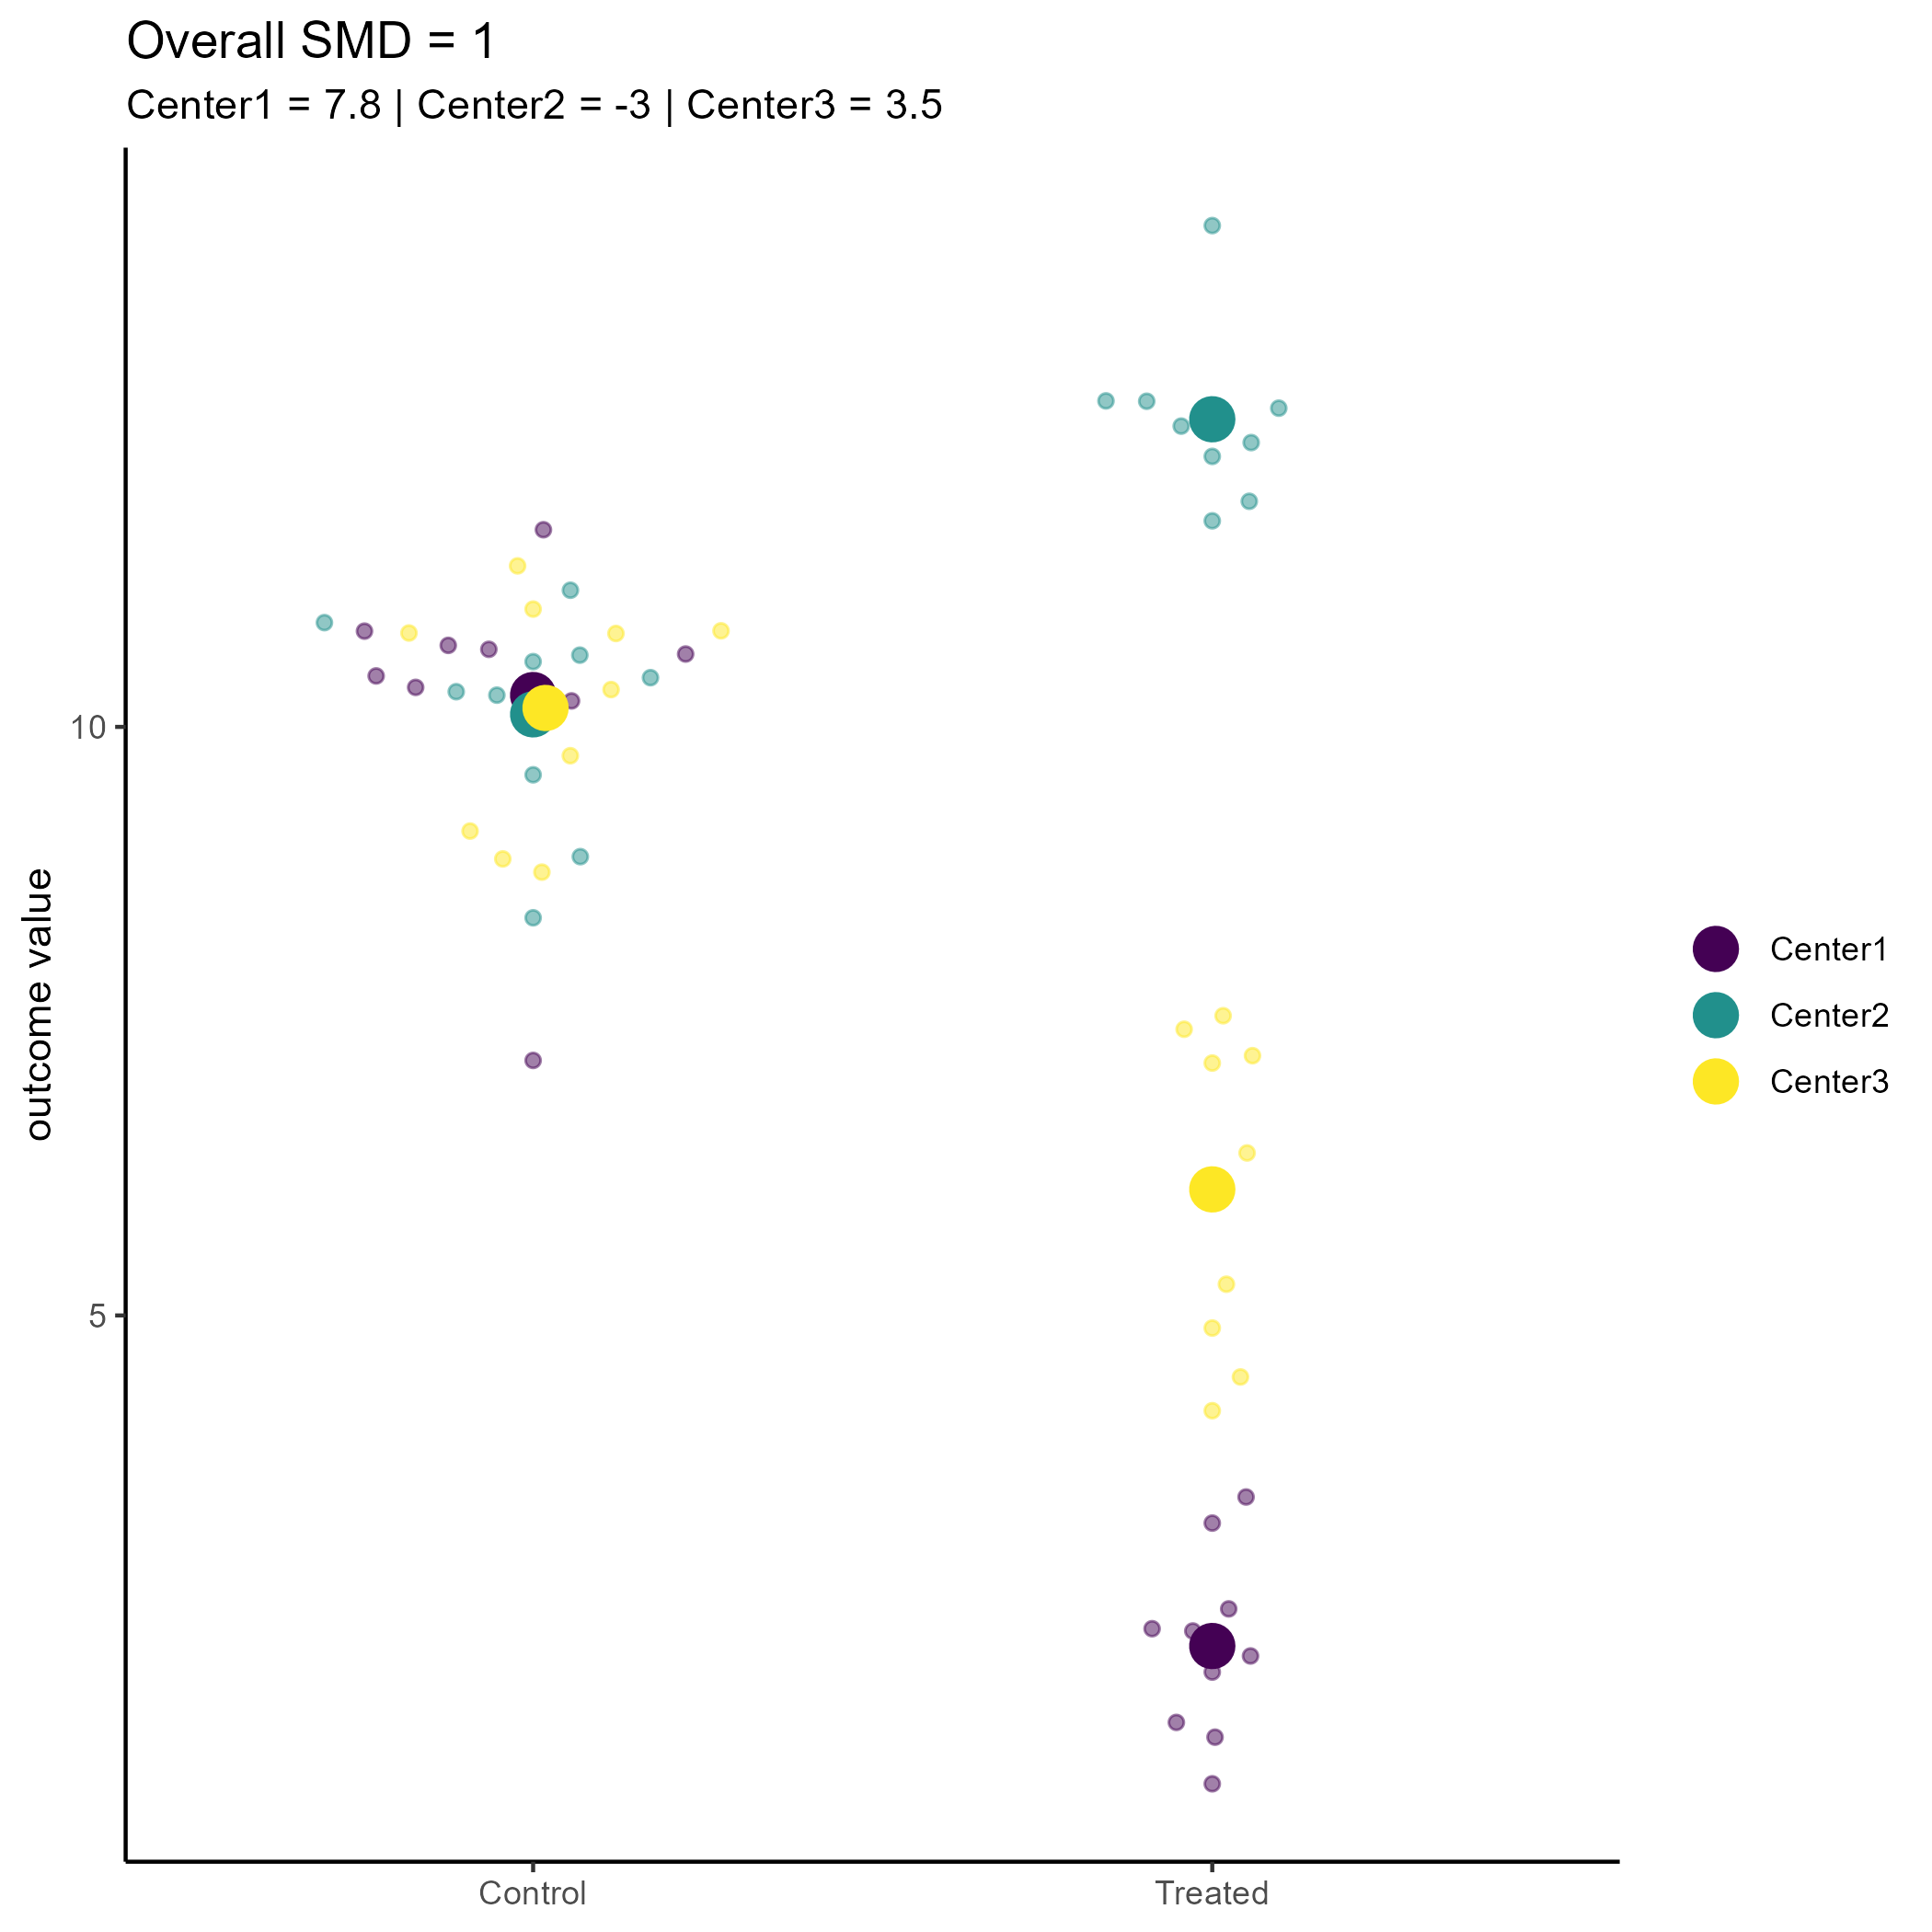 Overall SMD = 1
Center1 = 7.8 | Center2 = -3 | Center3 = 3.5
10
5
outcome value
Center1
Center2
Center3
Control
Treated